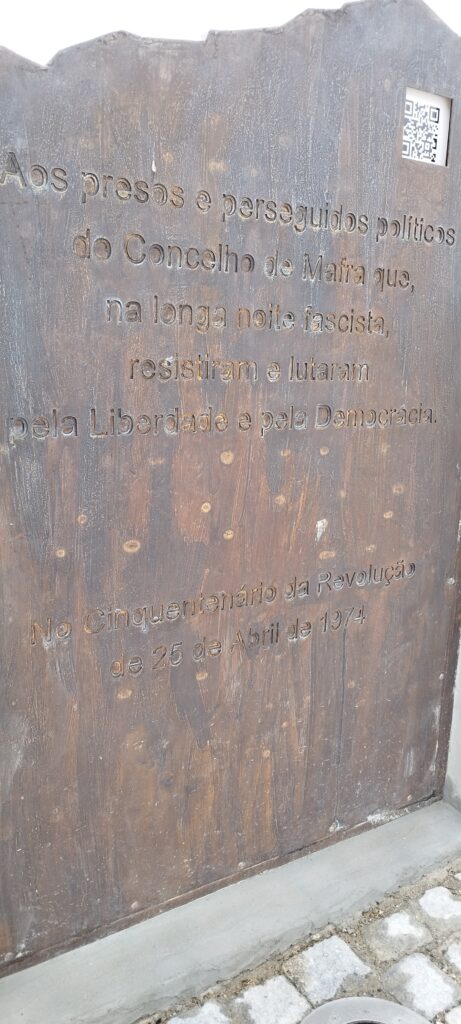 Aos presos e perseguidos políticos
do Concelho de Mafra que,
na longa noite fascista,
resistiram e lutaram
pela Liberdade e pela Democracia.
No Cinquentenário da Revolução
de 25 de Abril de 1974